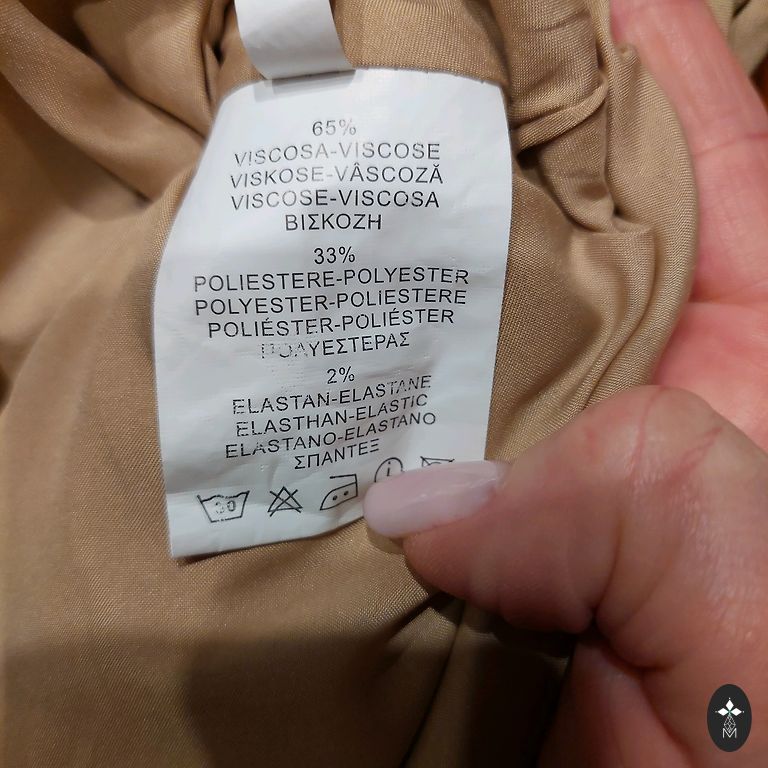 65%
VISCOSA-VISCOSE
VISKOSE-VÂSCOZĂ
VISCOSE-VISCOSA
ΒΙΣΚΟΖΗ
33%
POLIESTERE-POLYESTER
POLYESTER-POLIESTERE
POLIÉSTER-POLIÉSTER
ΠΟΛΥΕΣΤΕΡΑΣ
2%
ELASTAN-ELASTANE
ELASTHAN-ELASTIC
ELASTANO-ELASTANO
ΣΠΑΝΤΕΞ
30
M